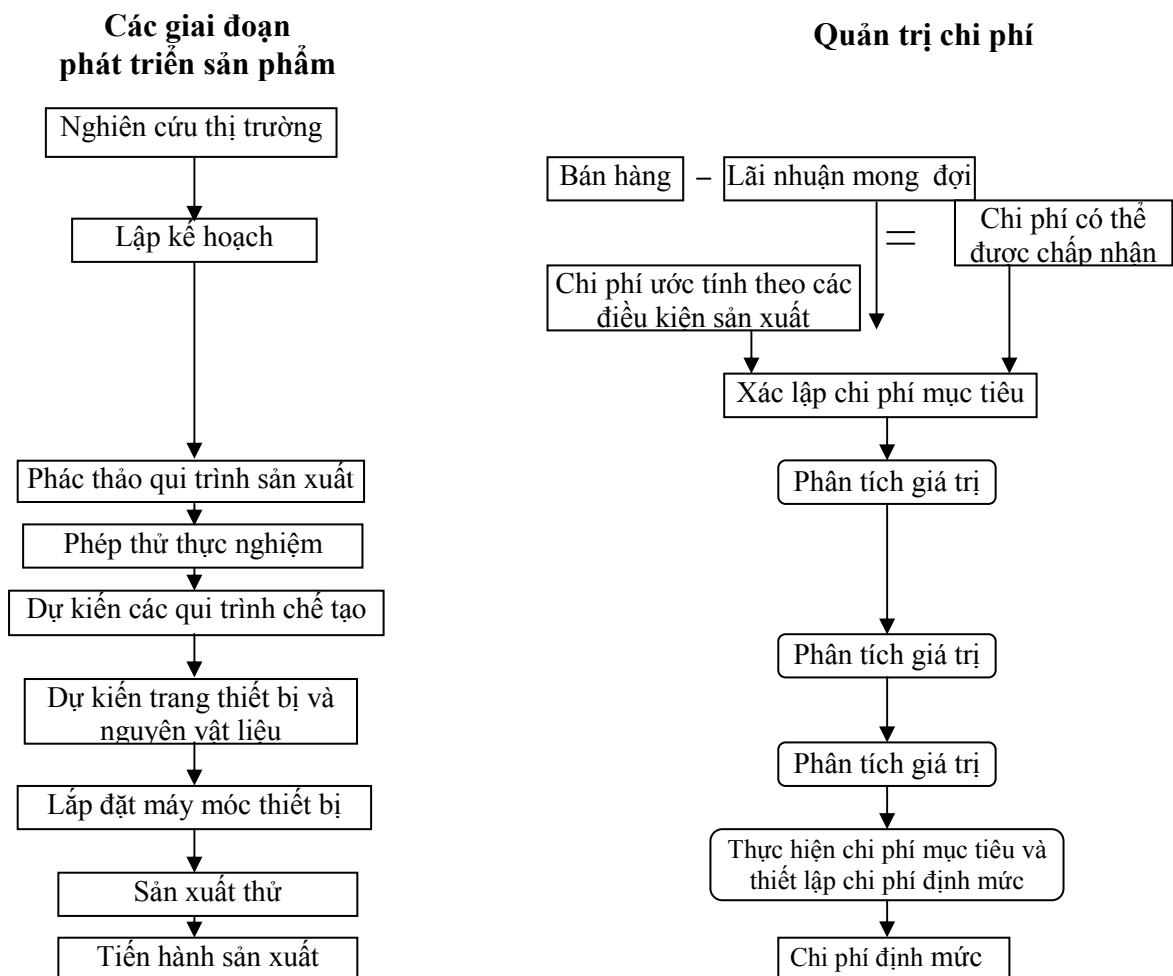 Các giai đoạn
phát triển sản phẩm
Nghiên cứu thị trường
Lập kế hoạch
Phác thảo qui trình sản xuất
Phép thử thực nghiệm
Dự kiến các qui trình chế tạo
Dự kiến trang thiết bị và
nguyên vật liệu
Lắp đặt máy móc thiết bị
Sản xuất thử
Tiến hành sản xuất
Quản trị chi phí
Bán hàng – Lãi nhuận mong đợi
= Chi phí có thể
được chấp nhận
Chi phí ước tính theo các
điều kiện sản xuất
Xác lập chi phí mục tiêu
Phân tích giá trị
Phân tích giá trị
Phân tích giá trị
Thực hiện chi phí mục tiêu và
thiết lập chi phí định mức
Chi phí định mức